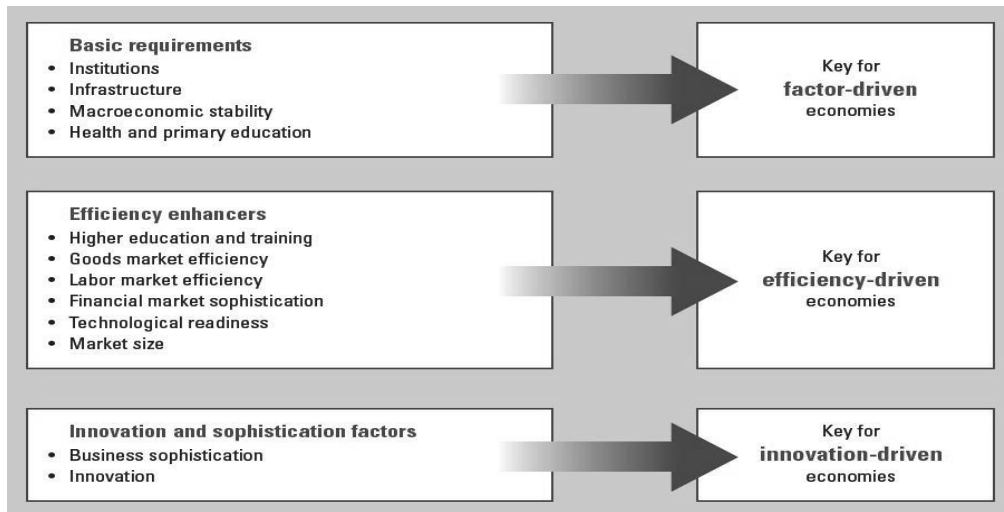 Basic requirements
• Institutions
• Infrastructure
• Macroeconomic stability
• Health and primary education
Key for
factor-driven
economies
Efficiency enhancers
• Higher education and training
• Goods market efficiency
• Labor market efficiency
• Financial market sophistication
• Technological readiness
• Market size
Key for
efficiency-driven
economies
Innovation and sophistication factors
• Business sophistication
• Innovation
Key for
innovation-driven
economies